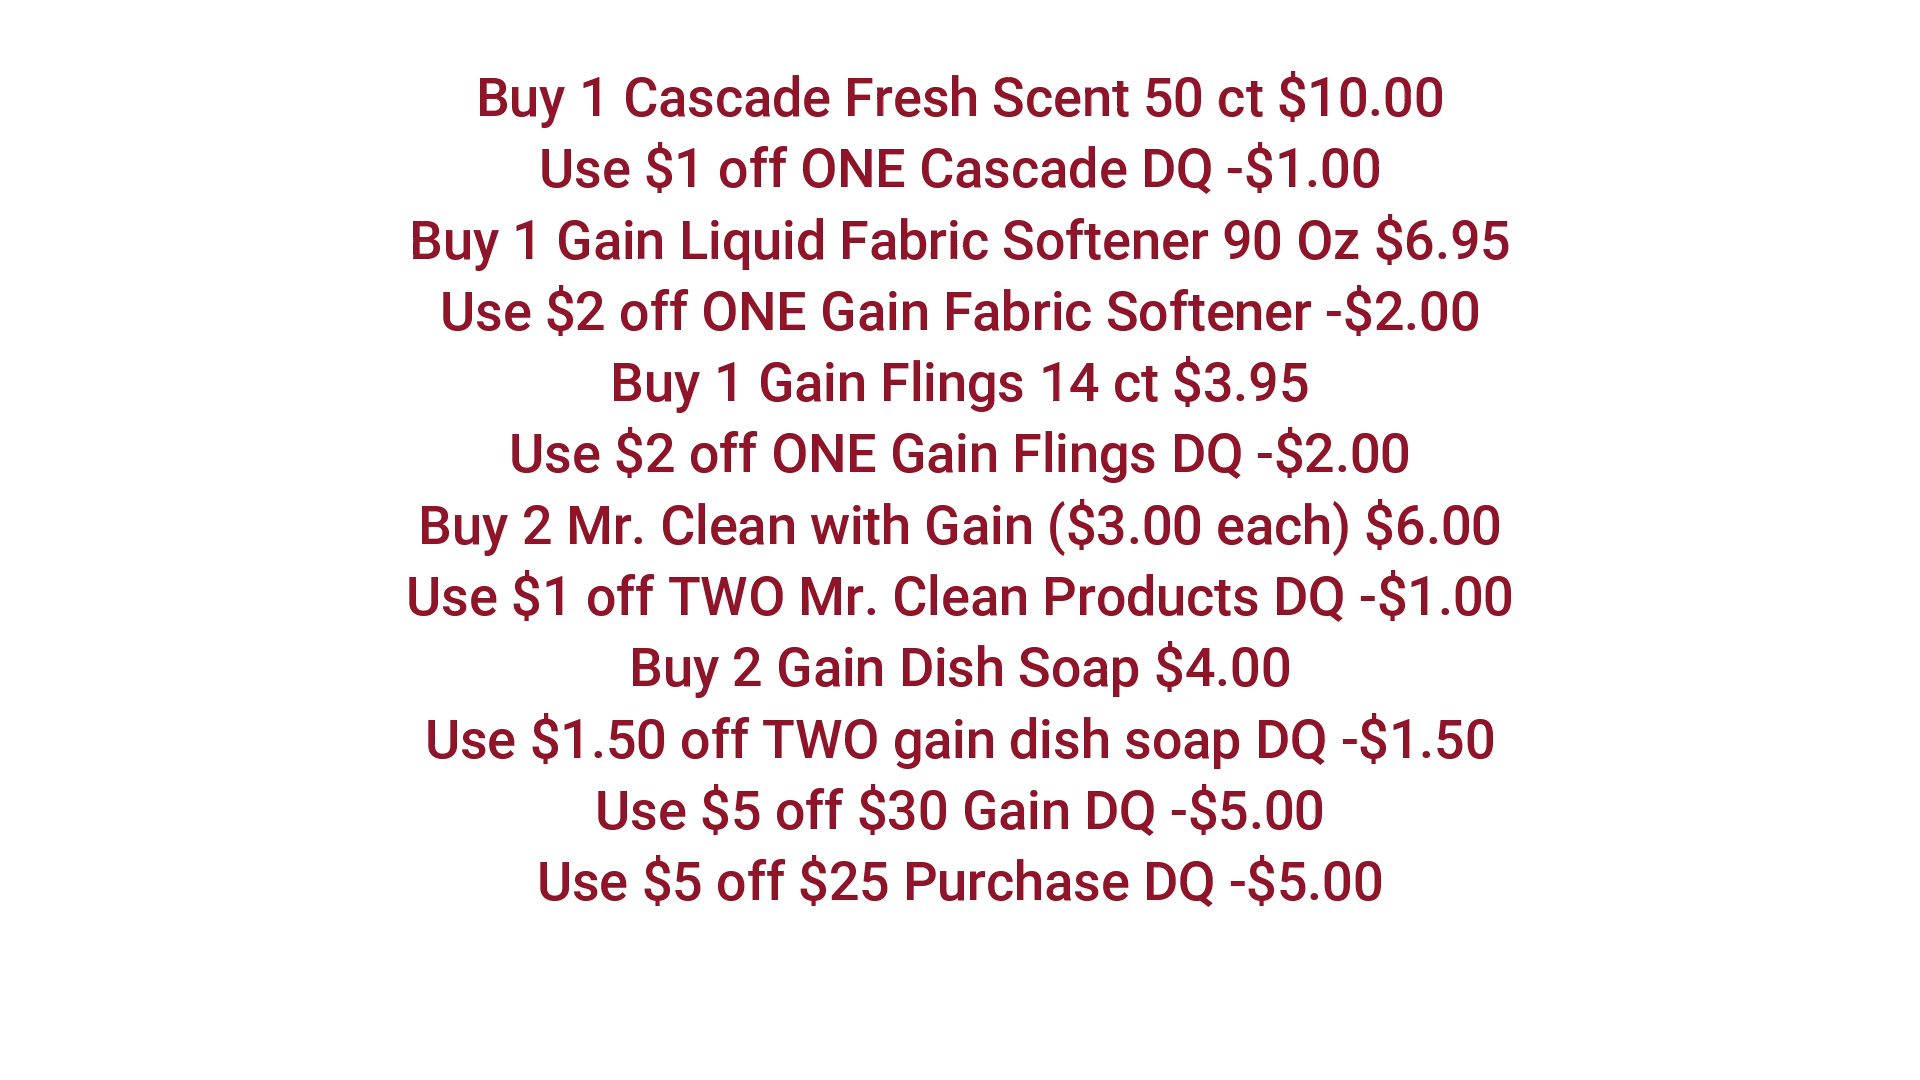 Buy 1 Cascade Fresh Scent 50 ct $10.00
Use $1 off ONE Cascade DQ -$1.00
Buy 1 Gain Liquid Fabric Softener 90 Oz $6.95
Use $2 off ONE Gain Fabric Softener -$2.00
Buy 1 Gain Flings 14 ct $3.95
Use $2 off ONE Gain Flings DQ -$2.00
Buy 2 Mr. Clean with Gain ($3.00 each) $6.00
Use $1 off TWO Mr. Clean Products DQ -$1.00
Buy 2 Gain Dish Soap $4.00
Use $1.50 off TWO gain dish soap DQ -$1.50
Use $5 off $30 Gain DQ -$5.00
Use $5 off $25 Purchase DQ -$5.00